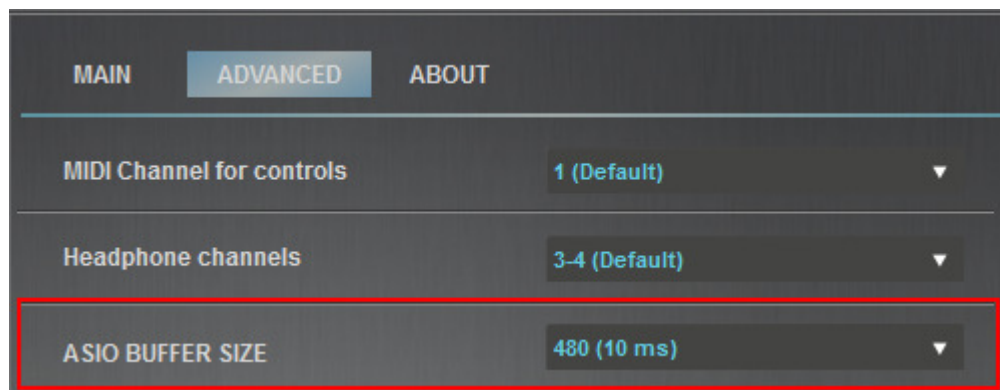 MAIN ADVANCED ABOUT
MIDI Channel for controls 1 (Default)
Headphone channels 3-4 (Default)
ASIO BUFFER SIZE 480 (10 ms)